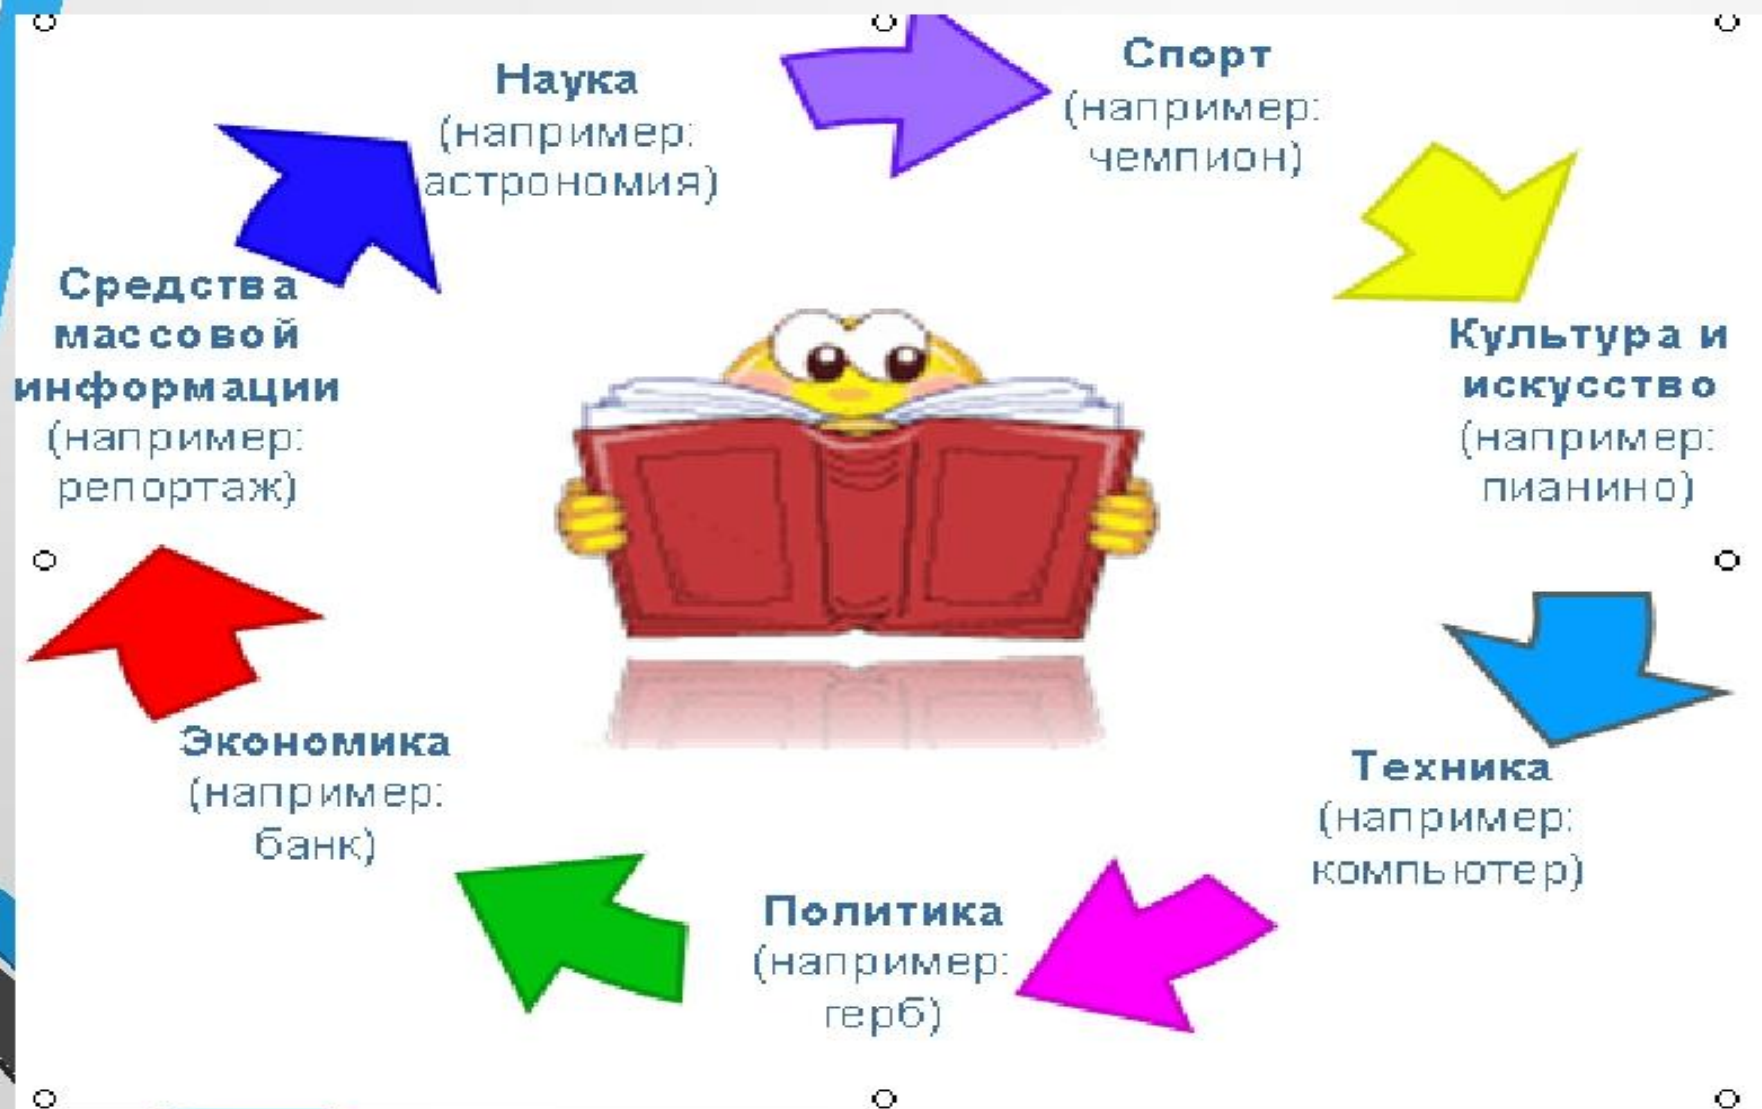 Наука
(например:
астрономия)
Спорт
(например:
чемпион)
Культура и
искусство
(например:
пианино)
Техника
(например:
компьютер)
Политика
(например:
герб)
Экономика
(например:
банк)
Средства
массовой
информации
(например:
репортаж)